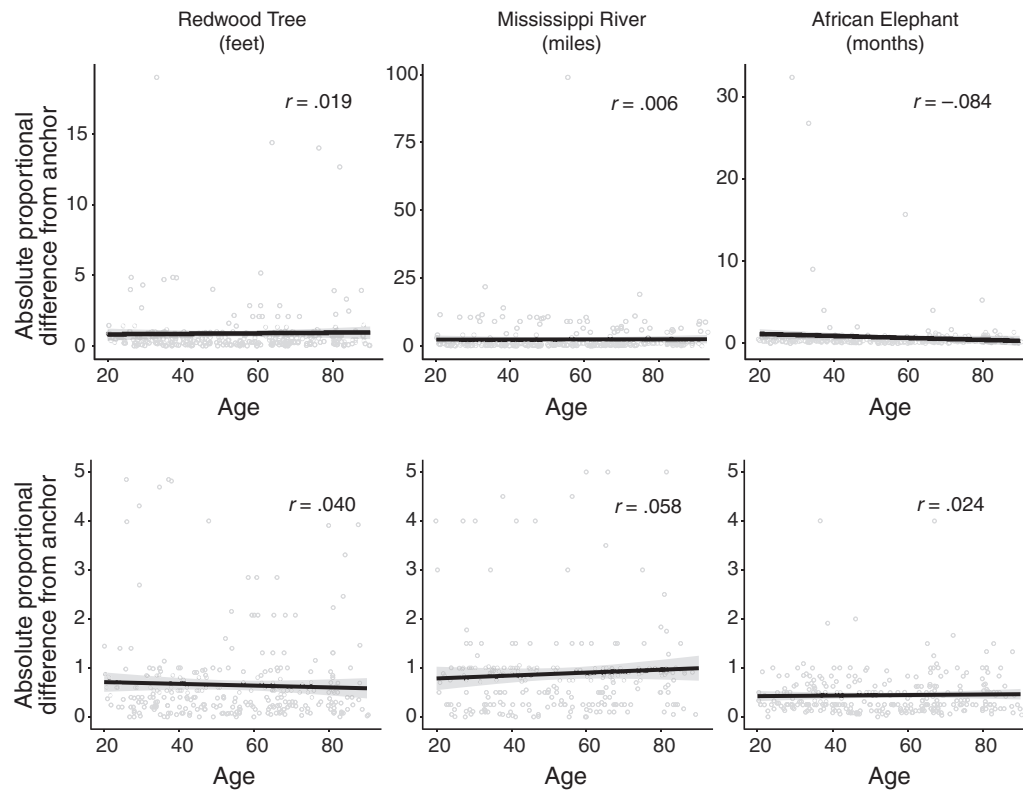 Redwood Tree
(feet)
Mississippi River
(miles)
African Elephant
(months)
Absolute proportional
difference from anchor
15
10
5
0
r = .019
20 40 60 80
Age
100
75
50
25
0
r = .006
20 40 60 80
Age
30
20
10
0
r = –.084
20 40 60 80
Age
Absolute proportional
difference from anchor
5
4
3
2
1
0
r = .040
20 40 60 80
Age
5
4
3
2
1
0
r = .058
20 40 60 80
Age
5
4
3
2
1
0
r = .024
20 40 60 80
Age